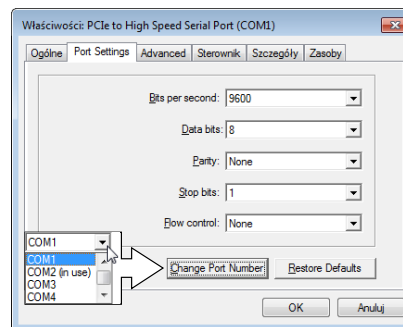 Właściwości: PCIe to High Speed Serial Port (COM1)
Ogólne Port Settings Advanced Sterownik Szczegóły Zasoby
Bits per second: 9600
Data bits: 8
Parity: None
Stop bits: 1
Flow control: None
COM1
COM1
COM2 (in use)
COM3
COM4
Change Port Number Restore Defaults
OK Anuluj